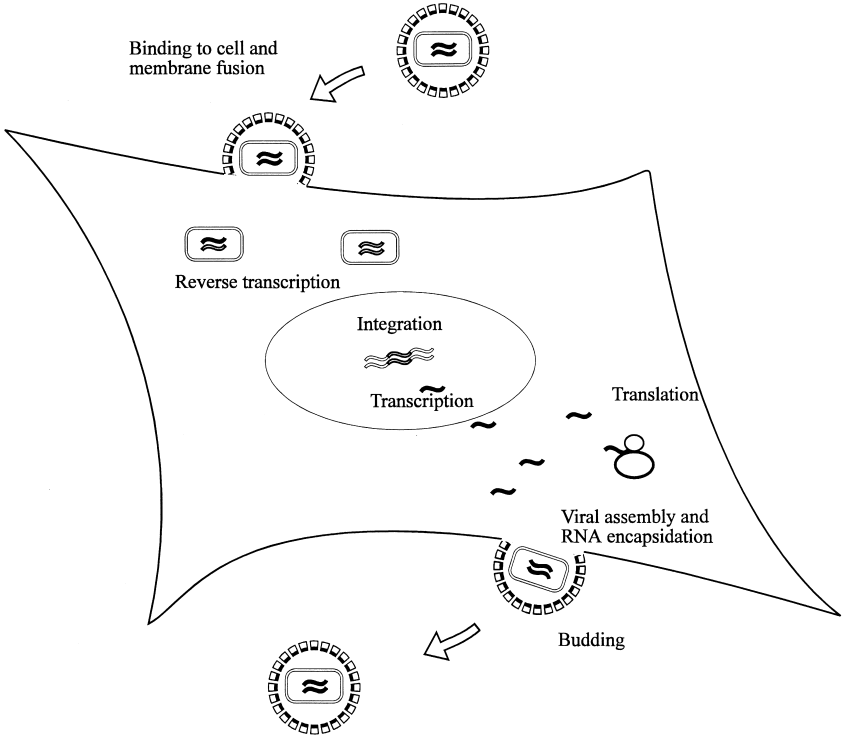 Binding to cell and
membrane fusion
Reverse transcription
Integration
Transcription
Translation
Viral assembly and
RNA encapsidation
Budding